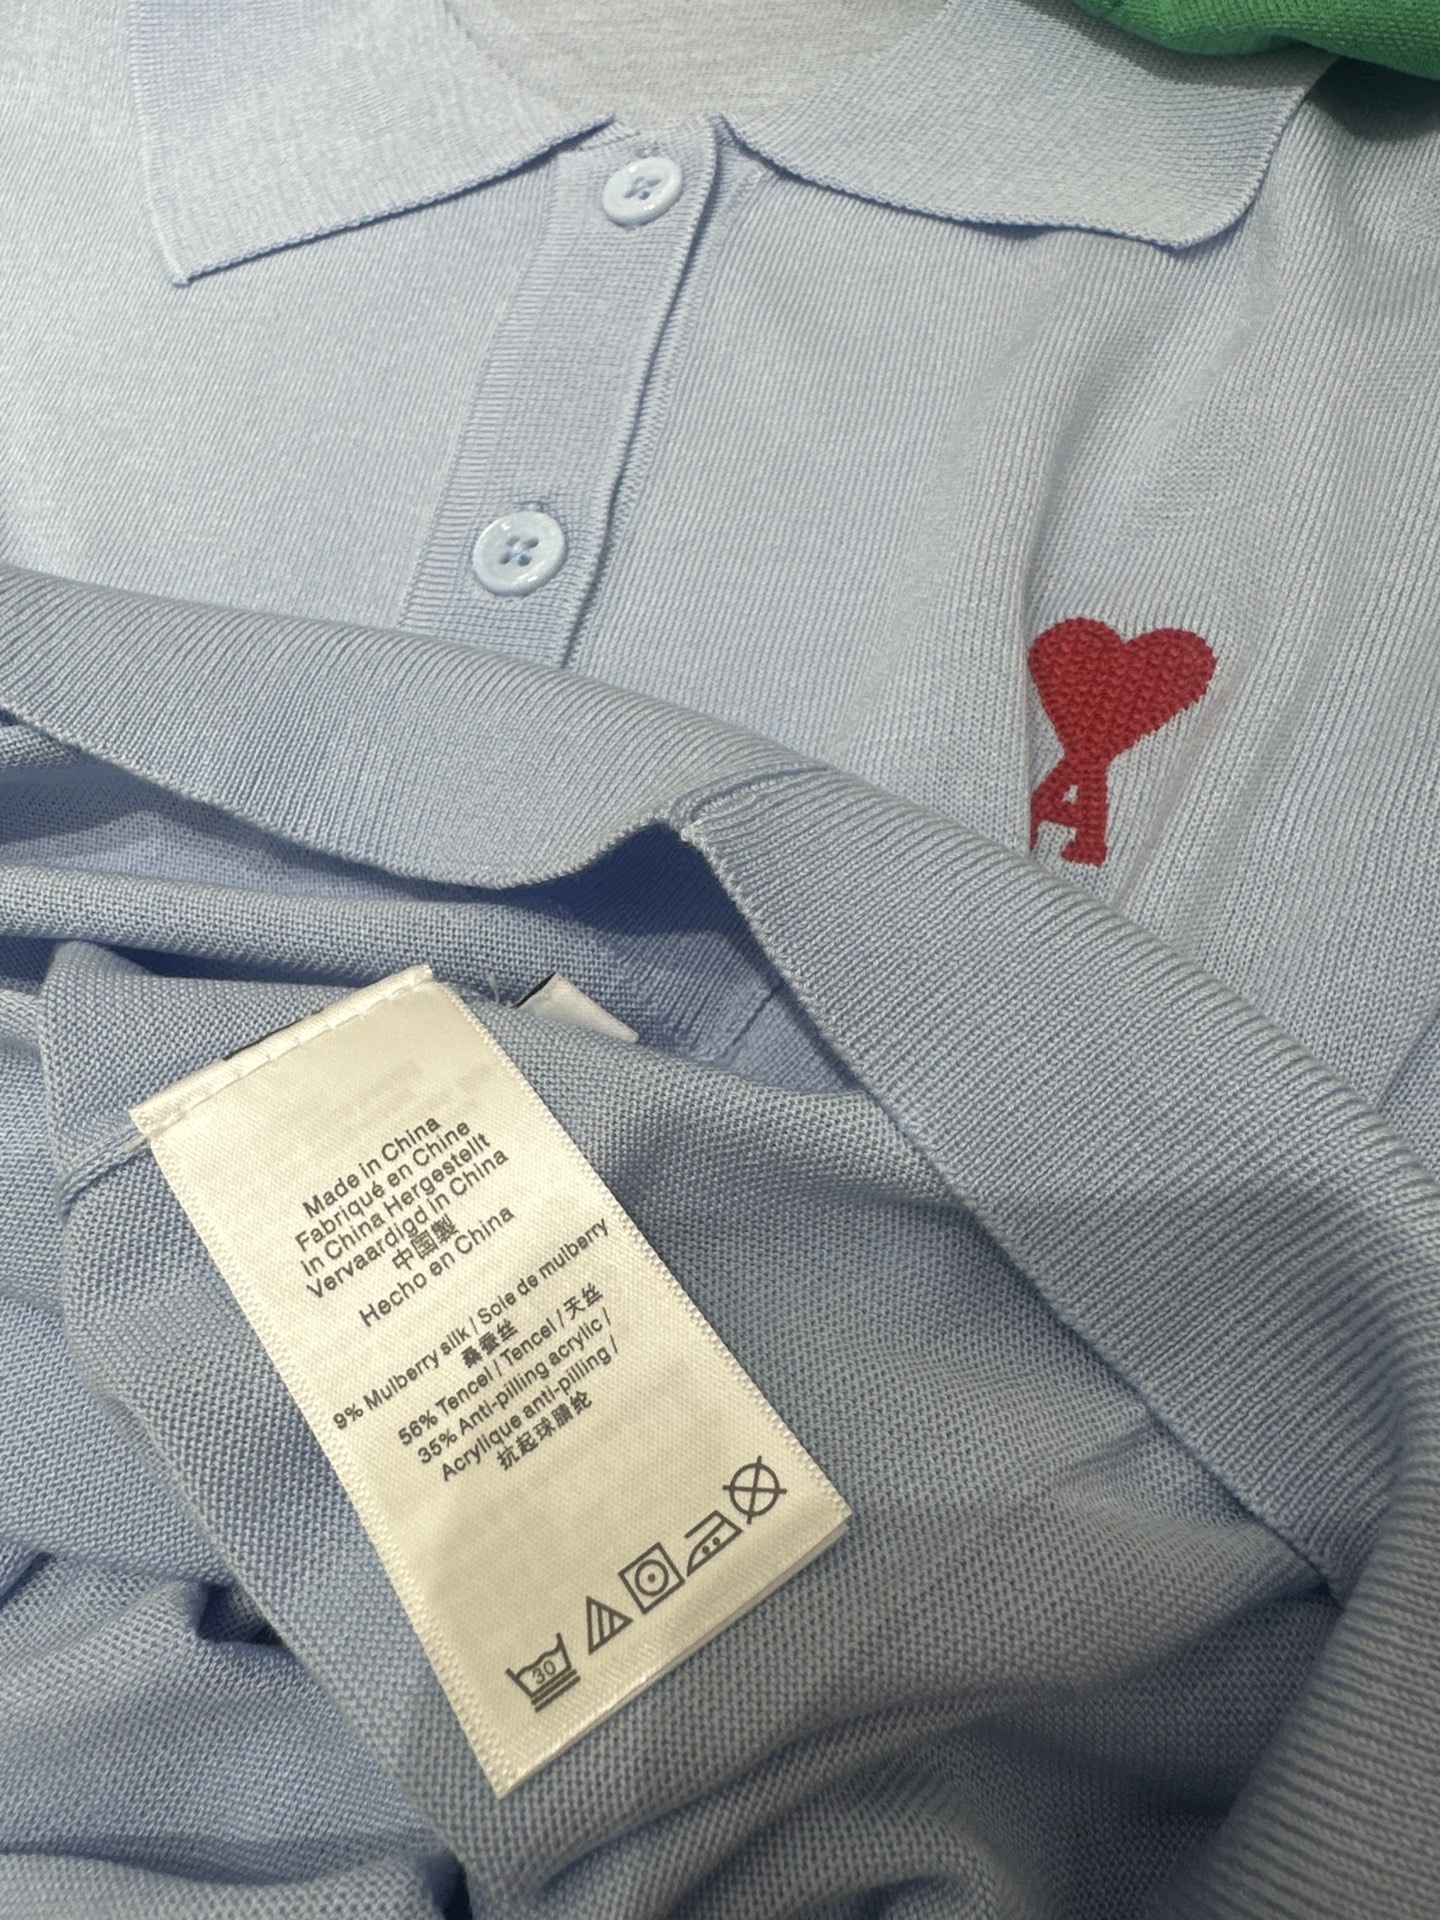 A
Made in China
Fabriqué en Chine
in China Hergestellt
Vervaardigd in China
中国製
Hecho en China
9% Mulberry silk / Soie de mulberry
桑蚕丝
56% Tencel / Tencel / 天丝
35% Anti-pilling acrylic /
Acrylique anti-pilling /
抗起球腈纶
30